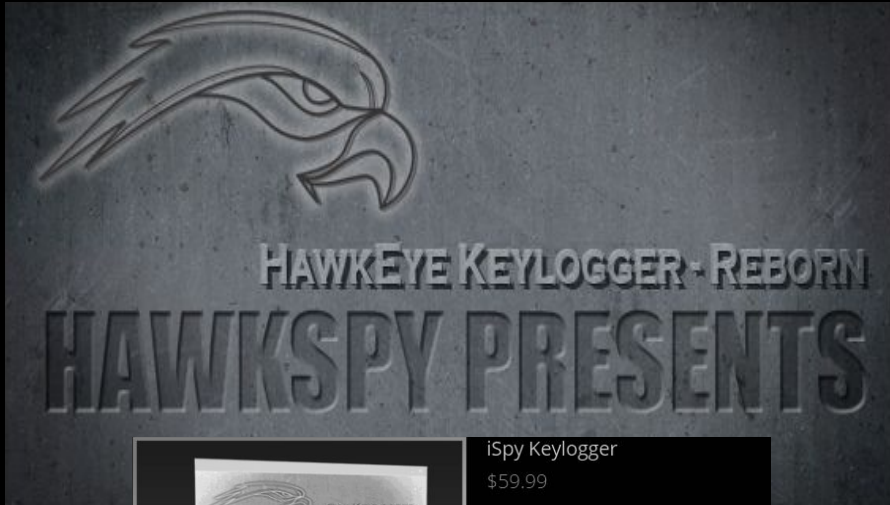 HawkEye Keylogger - Reborn
HAWKSPY PRESENTS
iSpy Keylogger
$59.99